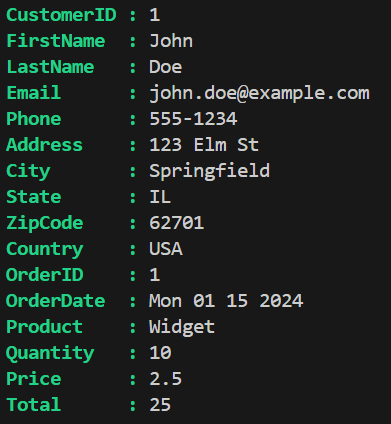 CustomerID : 1
FirstName : John
LastName : Doe
Email : john.doe@example.com
Phone : 555-1234
Address : 123 Elm St
City : Springfield
State : IL
ZipCode : 62701
Country : USA
OrderID : 1
OrderDate : Mon 01 15 2024
Product : Widget
Quantity : 10
Price : 2.5
Total : 25